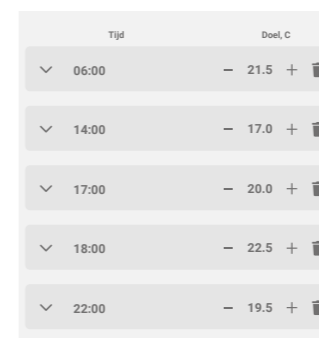 Tijd Doel, C
06:00 − 21.5 +
14:00 − 17.0 +
17:00 − 20.0 +
18:00 − 22.5 +
22:00 − 19.5 +